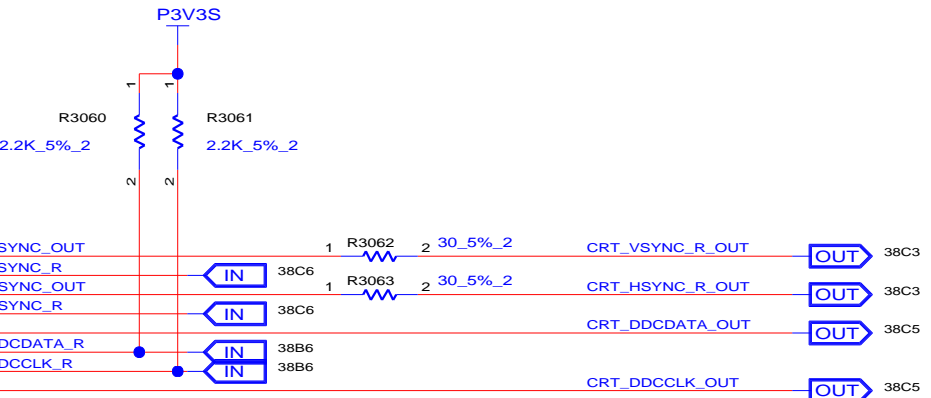 P3V3S
1 1
R3060 R3061
2.2K_5%_2 2.2K_5%_2
2 2
SYNC_OUT 1 R3062 2 30_5%_2 CRT_VSYNC_R_OUT OUT 38C3
SYNC_R IN 38C6
SYNC_OUT 1 R3063 2 30_5%_2 CRT_HSYNC_R_OUT OUT 38C3
SYNC_R IN 38C6
CRT_DDCDATA_OUT OUT 38C5
DCDATA_R IN 38B6
DCCLK_R IN 38B6
CRT_DDCCLK_OUT OUT 38C5